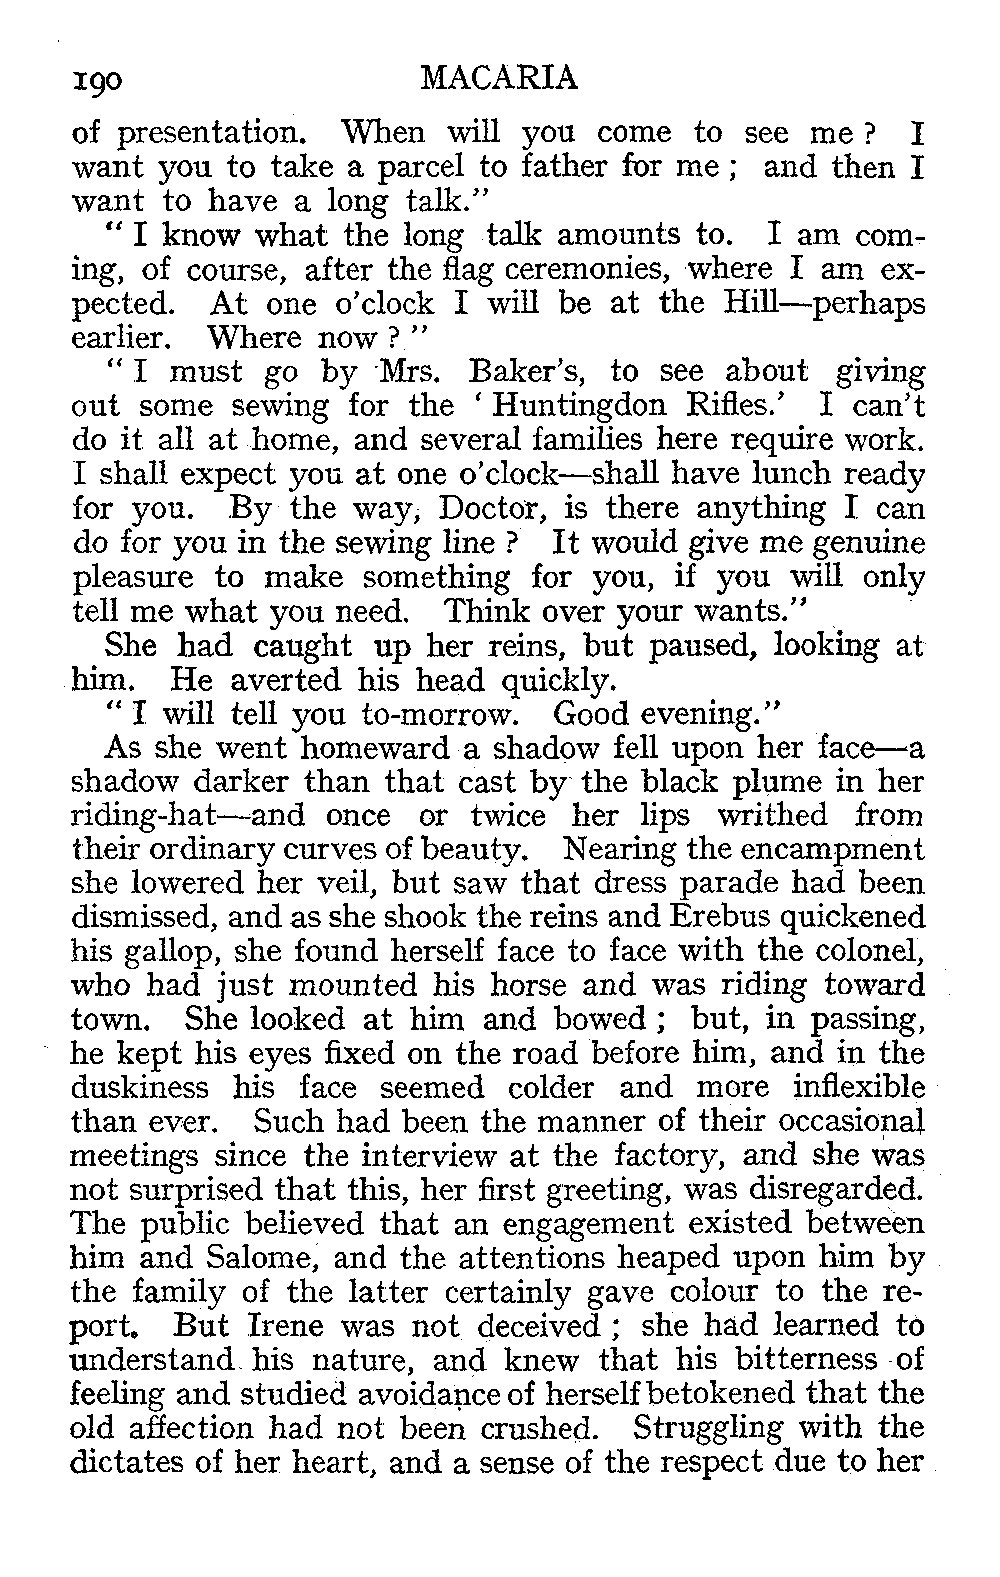 190 MACARIA
of presentation. When will you come to see me ? I
want you to take a parcel to father for me ; and then I
want to have a long talk."
" I know what the long talk amounts to. I am com-
ing, of course, after the flag ceremonies, where I am ex-
pected. At one o'clock I will be at the Hill—perhaps
earlier. Where now ? "
" I must go by Mrs. Baker's, to see about giving
out some sewing for the ' Huntingdon Rifles.' I can't
do it all at home, and several families here require work.
I shall expect you at one o'clock—shall have lunch ready
for you. By the way, Doctor, is there anything I can
do for you in the sewing line ? It would give me genuine
pleasure to make something for you, if you will only
tell me what you need. Think over your wants."
She had caught up her reins, but paused, looking at
him. He averted his head quickly.
" I will tell you to-morrow. Good evening."
As she went homeward a shadow fell upon her face—a
shadow darker than that cast by the black plume in her
riding-hat—and once or twice her lips writhed from
their ordinary curves of beauty. Nearing the encampment
she lowered her veil, but saw that dress parade had been
dismissed, and as she shook the reins and Erebus quickened
his gallop, she found herself face to face with the colonel,
who had just mounted his horse and was riding toward
town. She looked at him and bowed ; but, in passing,
he kept his eyes fixed on the road before him, and in the
duskiness his face seemed colder and more inflexible
than ever. Such had been the manner of their occasional
meetings since the interview at the factory, and she was
not surprised that this, her first greeting, was disregarded.
The public believed that an engagement existed between
him and Salome, and the attentions heaped upon him by
the family of the latter certainly gave colour to the re-
port. But Irene was not deceived ; she had learned to
understand his nature, and knew that his bitterness of
feeling and studied avoidance of herself betokened that the
old affection had not been crushed. Struggling with the
dictates of her heart, and a sense of the respect due to her